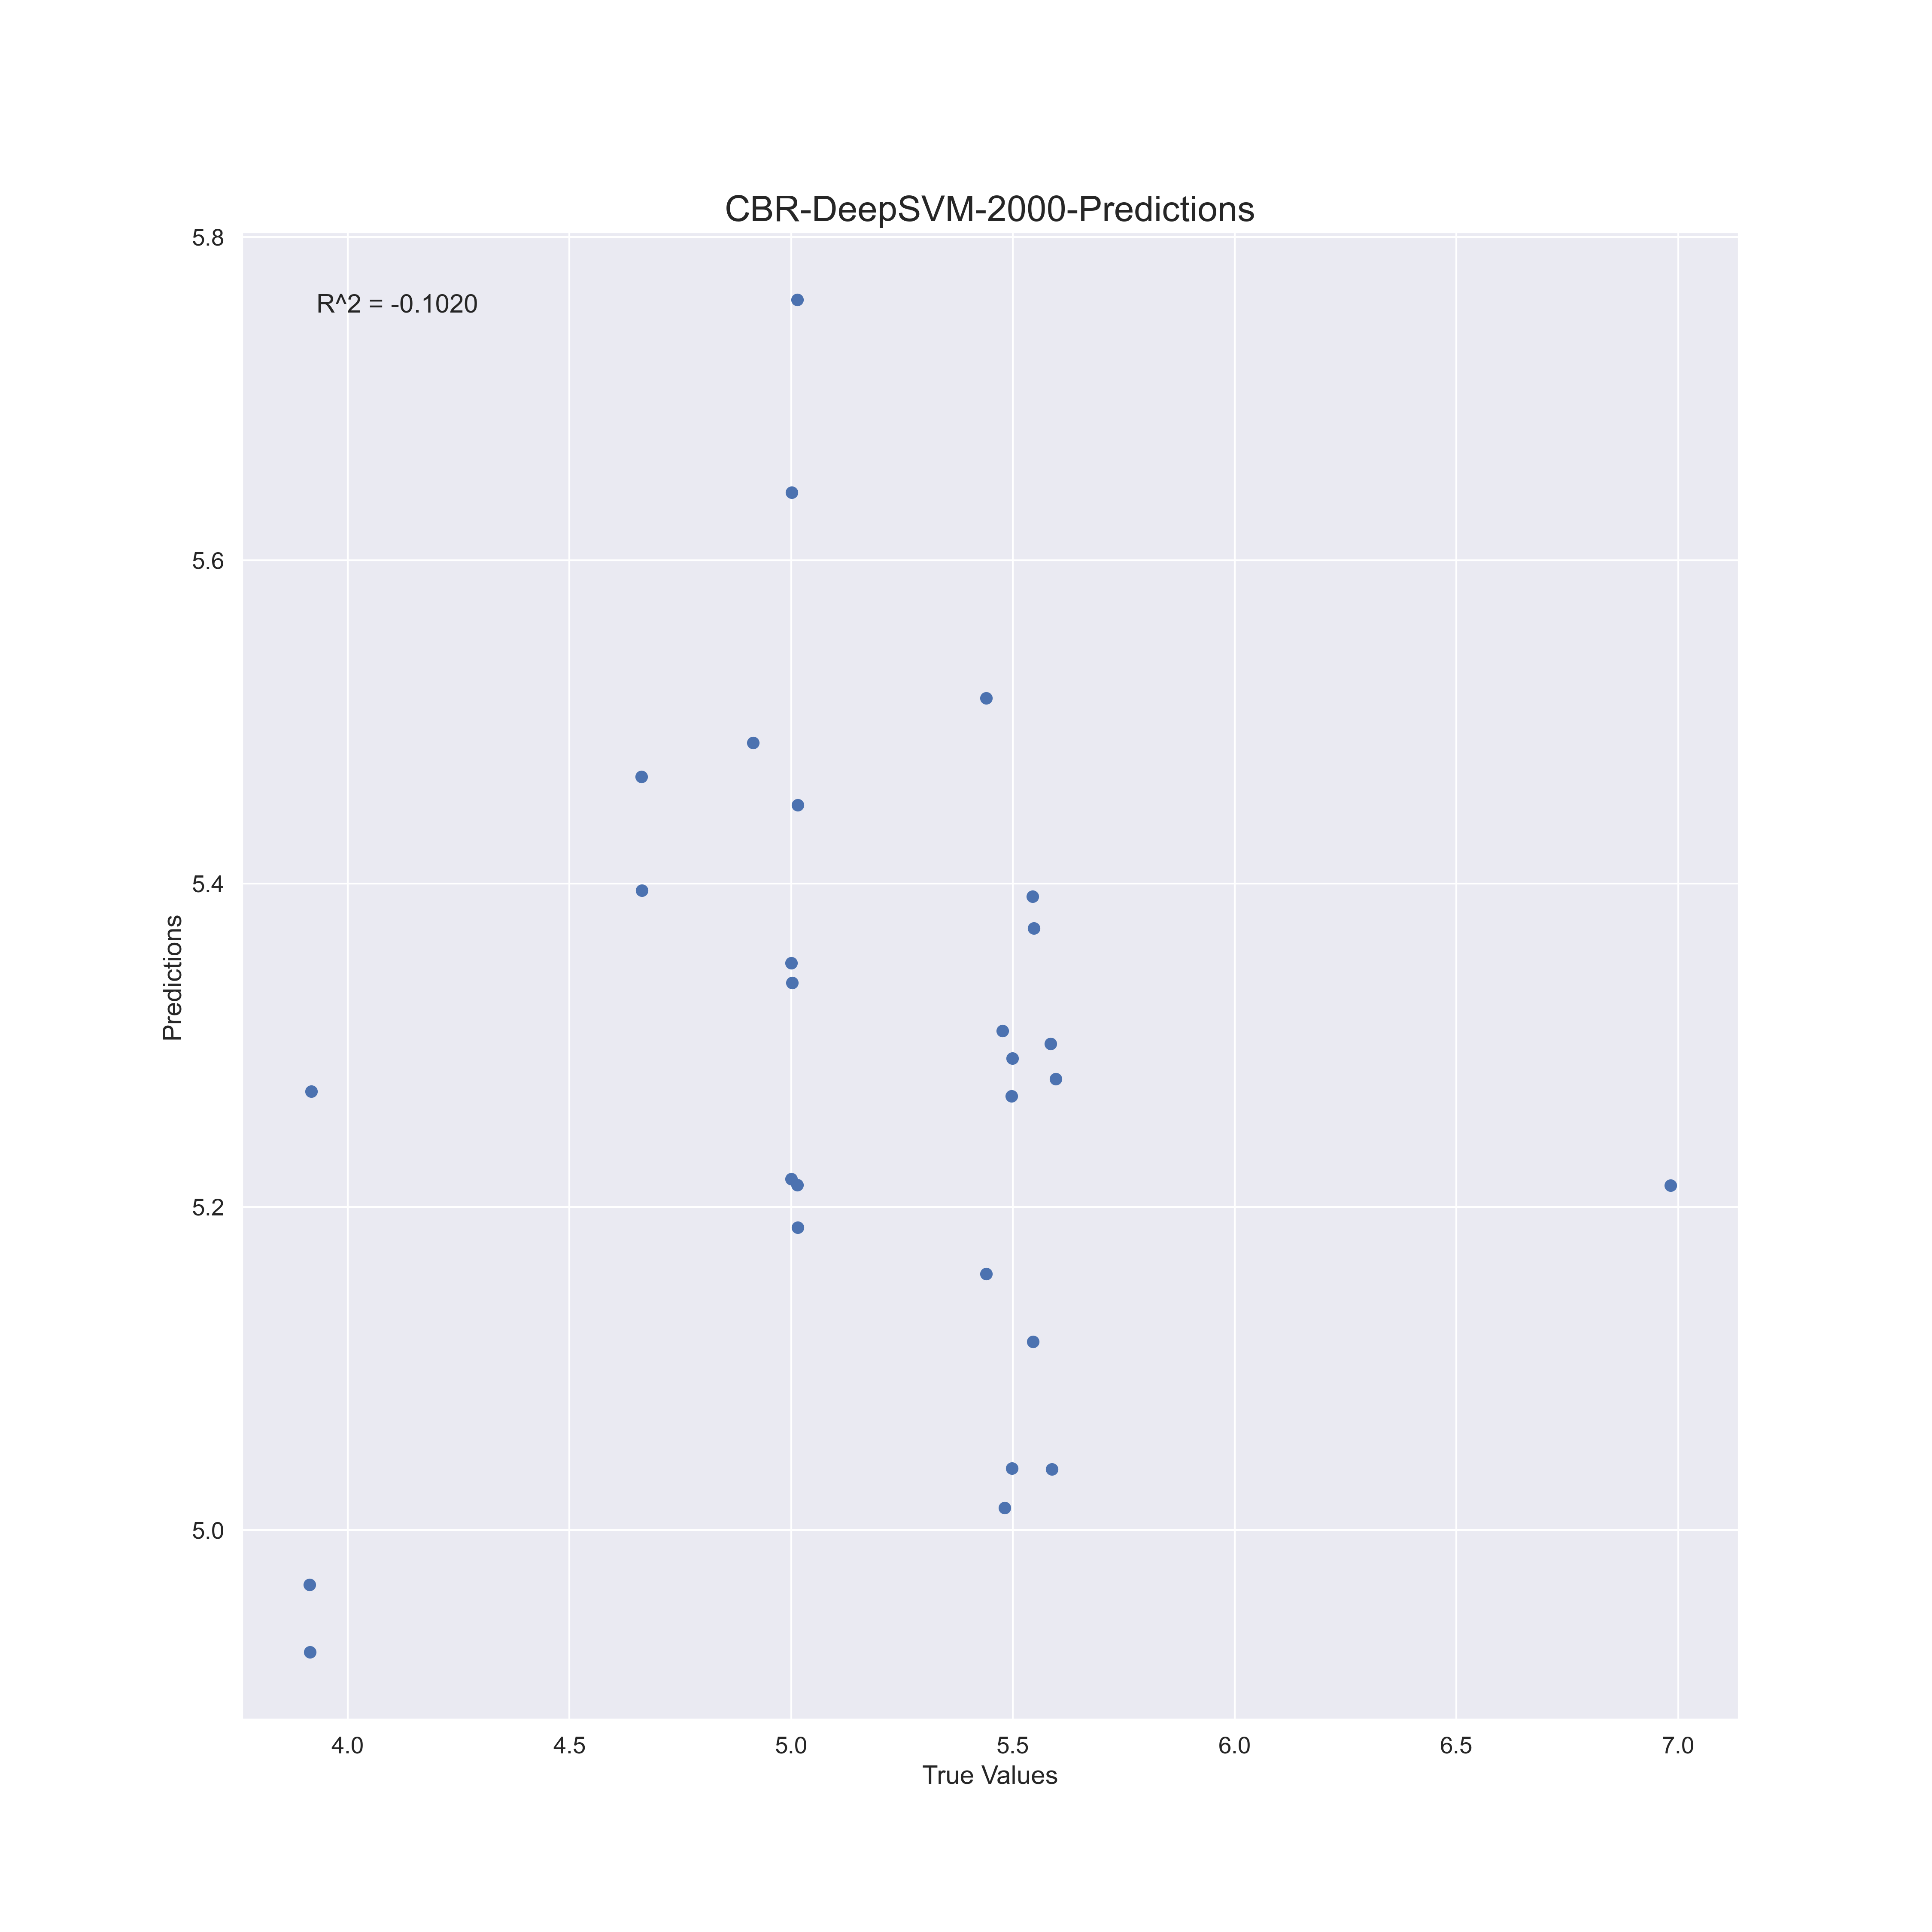 CBR-DeepSVM-2000-Predictions
R^2 = -0.1020
5.8
5.6
5.4
5.2
5.0
Predictions
4.0 4.5 5.0 5.5 6.0 6.5 7.0
True Values